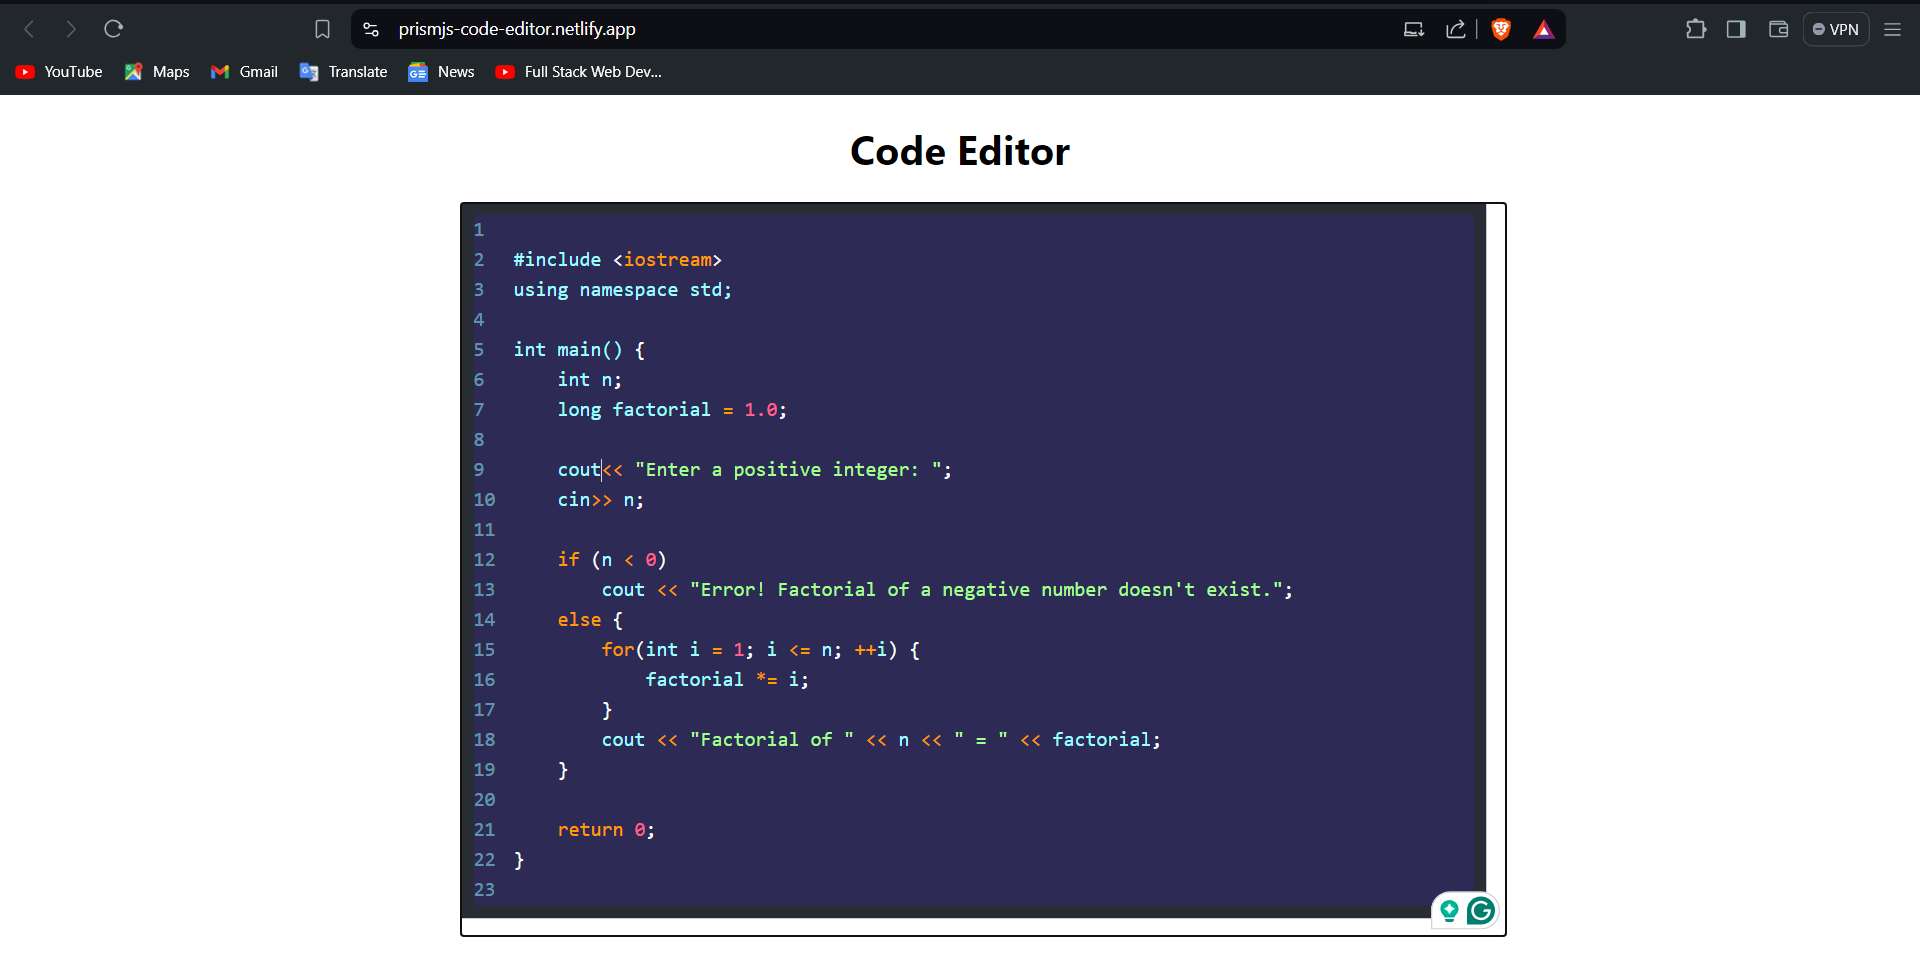 prismjs-code-editor.netlify.app
VPN
YouTube Maps Gmail Translate News Full Stack Web Dev...
Code Editor
1
2 #include <iostream>
3 using namespace std;
4
5 int main() {
6     int n;
7     long factorial = 1.0;
8
9     cout<< "Enter a positive integer: ";
10     cin>> n;
11
12     if (n < 0)
13         cout << "Error! Factorial of a negative number doesn't exist.";
14     else {
15         for(int i = 1; i <= n; ++i) {
16             factorial *= i;
17         }
18         cout << "Factorial of " << n << " = " << factorial;
19     }
20
21     return 0;
22 }
23